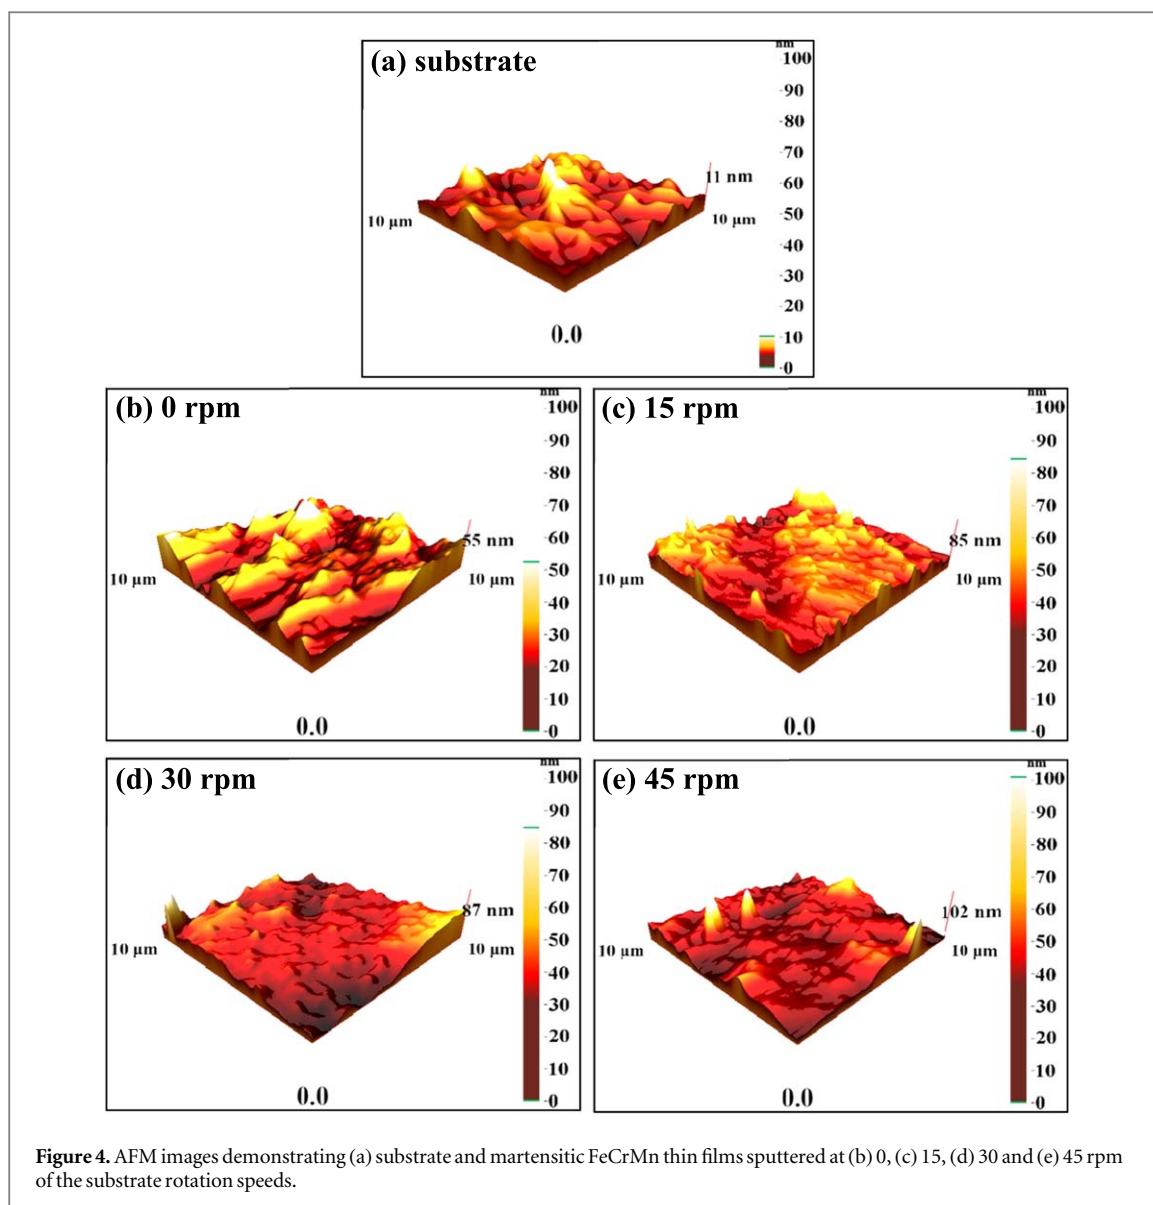 (a) substrate
nm
100
90
80
70
60
50
40
30
20
10
0
11 nm
10 µm
10 µm
0.0
(b) 0 rpm
nm
100
90
80
70
60
50
40
30
20
10
0
55 nm
10 µm
10 µm
0.0
(c) 15 rpm
nm
100
90
80
70
60
50
40
30
20
10
0
85 nm
10 µm
10 µm
0.0
(d) 30 rpm
nm
100
90
80
70
60
50
40
30
20
10
0
87 nm
10 µm
10 µm
0.0
(e) 45 rpm
nm
100
90
80
70
60
50
40
30
20
10
0
102 nm
10 µm
10 µm
0.0
Figure 4. AFM images demonstrating (a) substrate and martensitic FeCrMn thin films sputtered at (b) 0, (c) 15, (d) 30 and (e) 45 rpm
of the substrate rotation speeds.